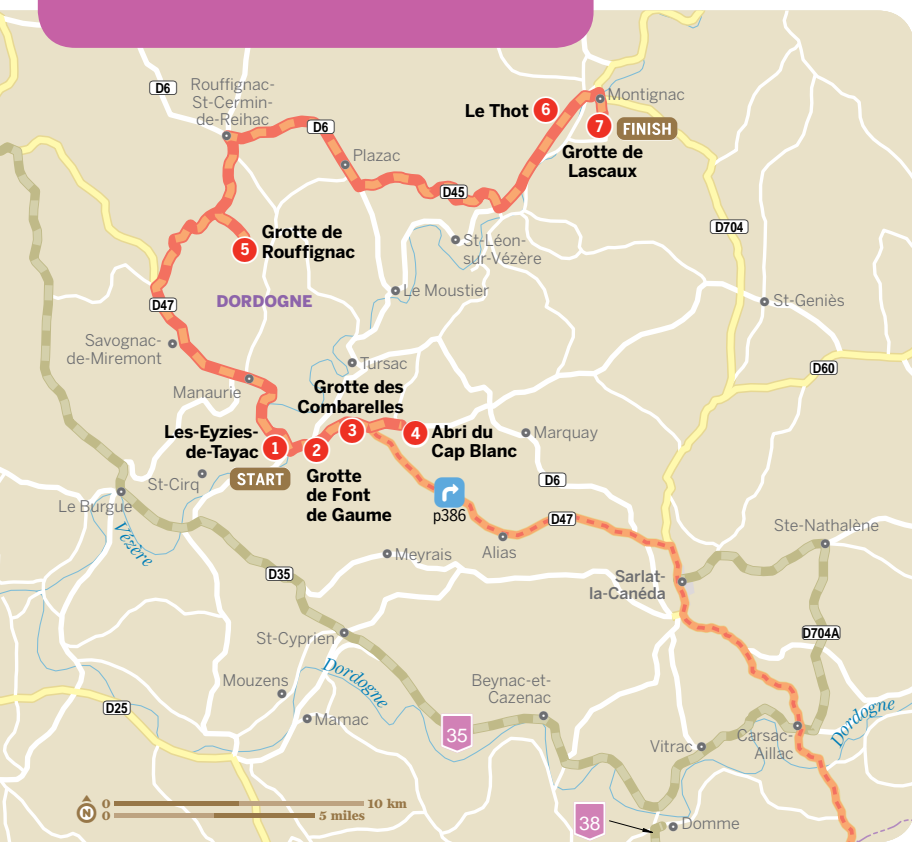 D6
Rouffignac-
St-Cermin-
de-Reihac
D6
Le Thot
6
Montignac
7
FINISH
Grotte de
Lascaux
Plazac
D45
D704
5
Grotte de
Rouffignac
St-Léon-
sur-Vézère
DORDOGNE
Le Moustier
St-Geniès
D47
Savognac-
de-Miremont
Tursac
D60
Manaurie
Grotte des
Combarelles
3
4
Abri du
Cap Blanc
Marquay
Les-Eyzies-
de-Tayac
1
2
START
Grotte
de Font
de Gaume
St-Cirq
D6
Le Burgue
p386
D47
Ste-Nathalène
Vézère
Alias
Meyrais
D35
Sarlat-
la-Canéda
St-Cyprien
D704A
Dordogne
Mouzens
Beynac-et-
Cazenac
D25
Mamac
35
Dordogne
Carsac-
Aillac
Vitrac
N
0
10 km
0
5 miles
38
Domme